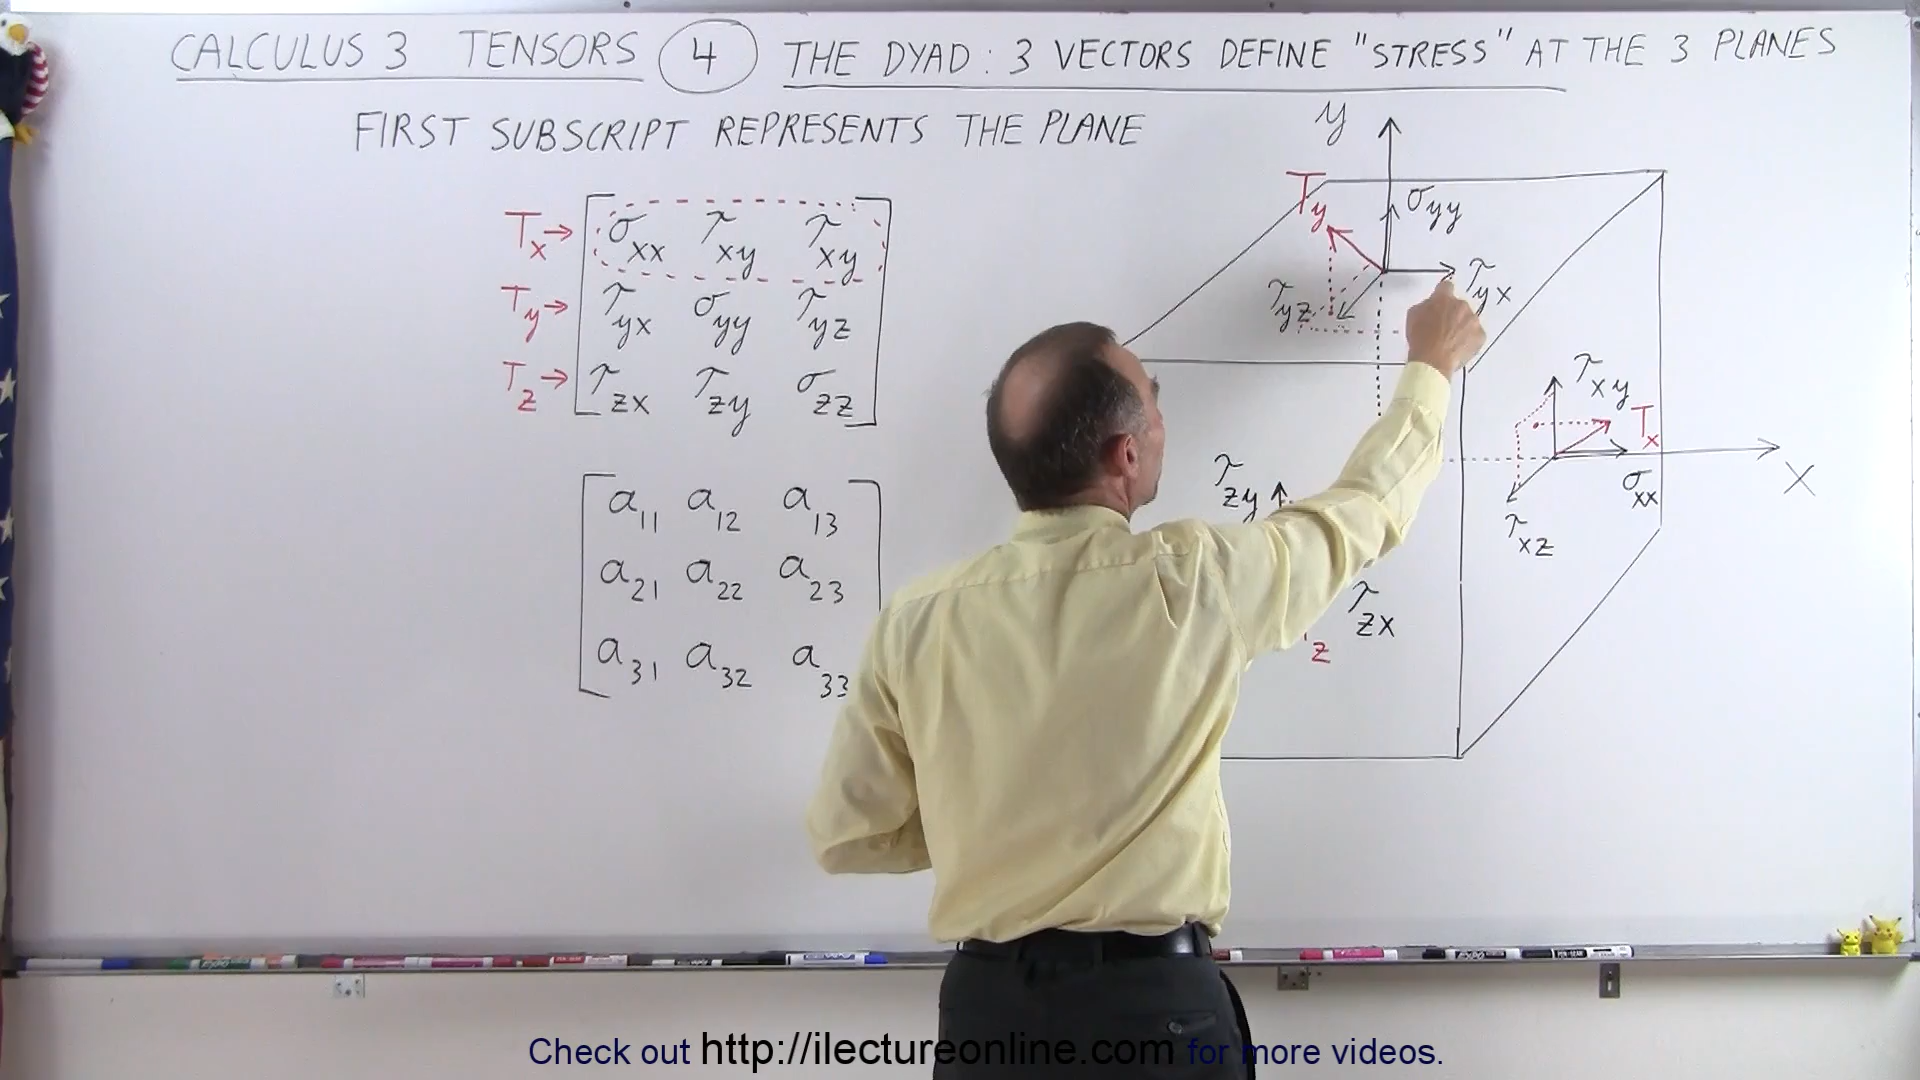 CALCULUS 3 TENSORS 4 THE DYAD: 3 VECTORS DEFINE "STRESS" AT THE 3 PLANES
FIRST SUBSCRIPT REPRESENTS THE PLANE
y
Tx→ σxx τxy τxy
Ty→ τyx σyy τyz
Tz→ τzx τzy σzz
Ty σyy
τyz τyx
τxy
Tx
x
σxx
τxz
τzy
τzx
z
a11 a12 a13
a21 a22 a23
a31 a32 a33
Check out http://ilectureonline.com for more videos.